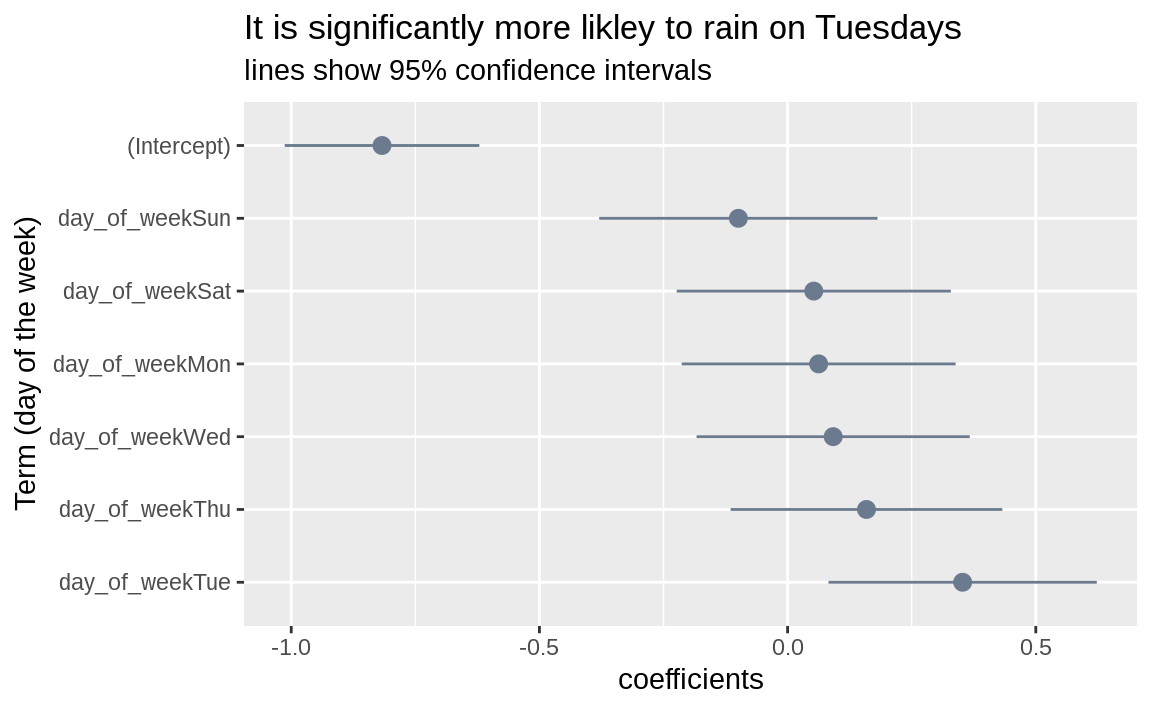 It is significantly more likley to rain on Tuesdays
lines show 95% confidence intervals
Term (day of the week)
(Intercept)
day_of_weekSun
day_of_weekSat
day_of_weekMon
day_of_weekWed
day_of_weekThu
day_of_weekTue
-1.0 -0.5 0.0 0.5
coefficients